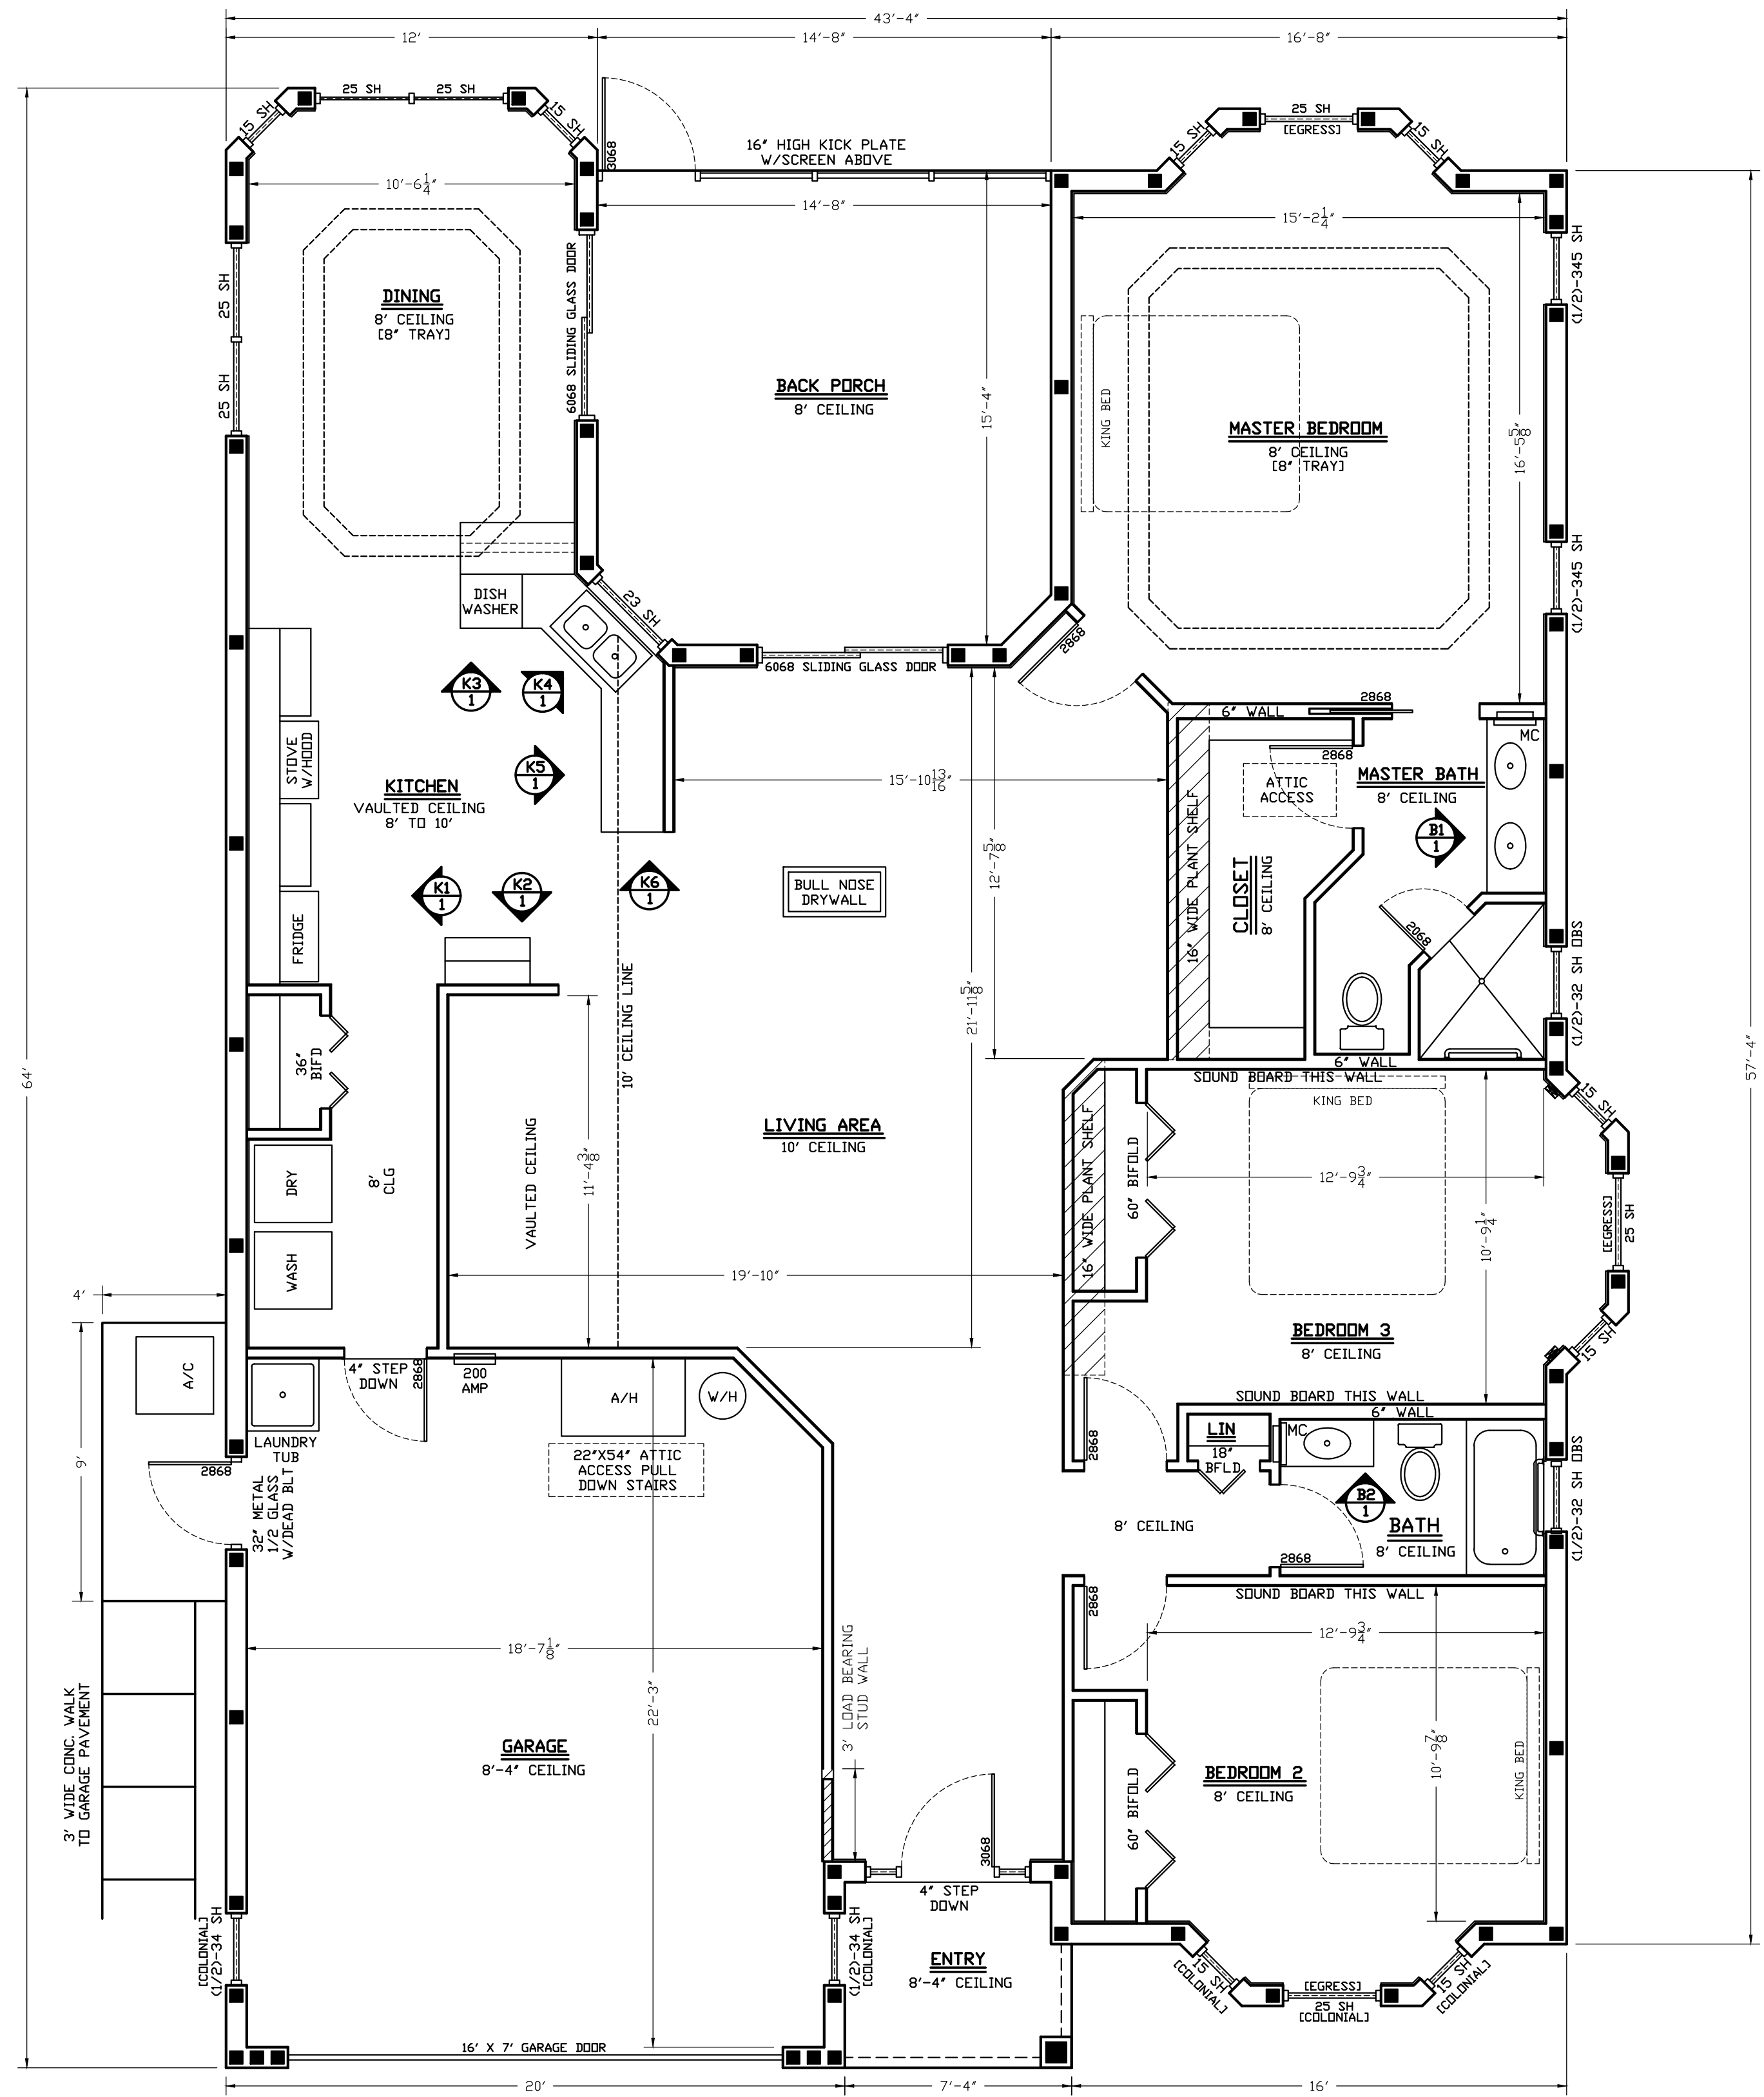 43'-4"
12'
14'-8"
16'-8"
25 SH
25 SH
15 SH
15 SH
3068
16" HIGH KICK PLATE
W/SCREEN ABOVE
15 SH
25 SH
[EGRESS]
15 SH
10'-6 1/4"
14'-8"
15'-2 1/4"
25 SH
25 SH
DINING
8' CEILING
[8" TRAY]
6068 SLIDING GLASS DOOR
BACK PORCH
8' CEILING
15'-4"
KING BED
MASTER BEDROOM
8' CEILING
[8" TRAY]
16'-5 5/8"
(1/2)-345 SH
(1/2)-345 SH
DISH
WASHER
23 SH
6068 SLIDING GLASS DOOR
2868
K3
1
K4
1
K5
1
STOVE
W/HOOD
KITCHEN
VAULTED CEILING
8' TO 10'
15'-10 13/16"
6" WALL
2868
2868
MC
ATTIC
ACCESS
MASTER BATH
8' CEILING
B1
1
16" WIDE PLANT SHELF
CLOSET
8' CEILING
12'-7 5/8"
K1
1
K2
1
K6
1
BULL NOSE
DRYWALL
FRIDGE
2068
(1/2)-32 SH OBS
10' CEILING LINE
21'-11 5/8"
36"
BIFD
6" WALL
SOUND BOARD THIS WALL
KING BED
15 SH
64'
57'-4"
LIVING AREA
10' CEILING
VAULTED CEILING
11'-4 3/8"
16" WIDE PLANT SHELF
60" BIFOLD
12'-9 3/4"
10'-9 1/4"
[EGRESS]
25 SH
DRY
8'
CLG
WASH
19'-10"
4'
BEDROOM 3
8' CEILING
15 SH
A/C
9'
4" STEP
DOWN
2868
200
AMP
A/H
W/H
LAUNDRY
TUB
2868
32" METAL
1/2 GLASS
W/DEAD BLT
22"X54" ATTIC
ACCESS PULL
DOWN STAIRS
SOUND BOARD THIS WALL
6" WALL
2868
LIN
18"
BFLD
MC
B2
1
BATH
8' CEILING
(1/2)-32 SH OBS
8' CEILING
2868
2868
SOUND BOARD THIS WALL
18'-7 1/8"
22'-3"
3' LOAD BEARING
STUD WALL
12'-9 3/4"
10'-9 7/8"
KING BED
3' WIDE CONC. WALK
TO GARAGE PAVEMENT
GARAGE
8'-4" CEILING
BEDROOM 2
8' CEILING
60" BIFOLD
3068
4" STEP
DOWN
[COLONIAL]
(1/2)-34 SH
(1/2)-34 SH
[COLONIAL]
ENTRY
8'-4" CEILING
15 SH
[COLONIAL]
[EGRESS]
25 SH
[COLONIAL]
15 SH
[COLONIAL]
16' X 7' GARAGE DOOR
20'
7'-4"
16'